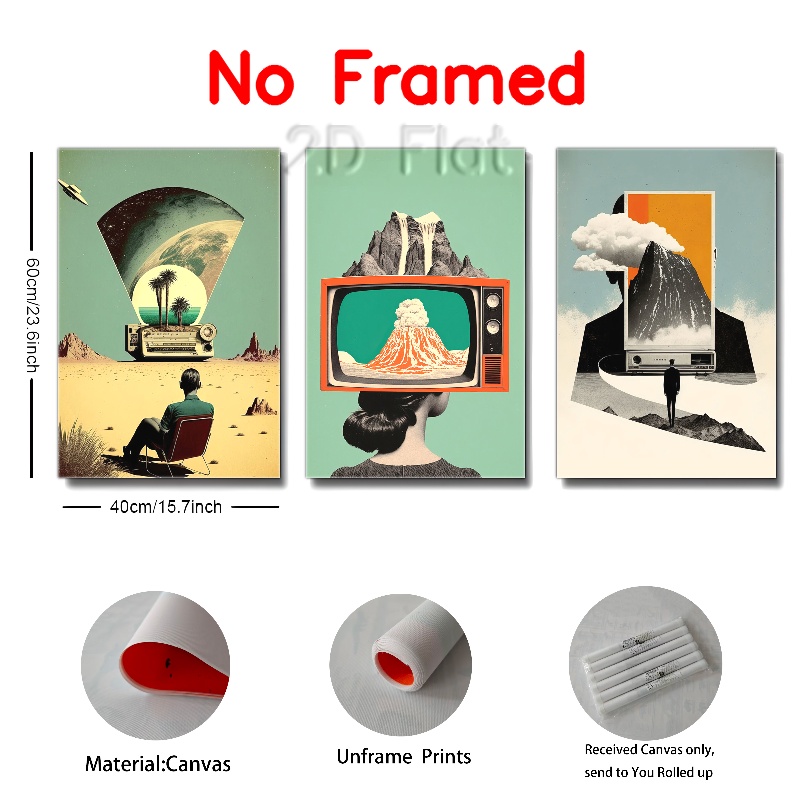 No Framed
2D Flat
60cm/23.6inch
40cm/15.7inch
Material:Canvas
Unframe Prints
Received Canvas only,
send to You Rolled up